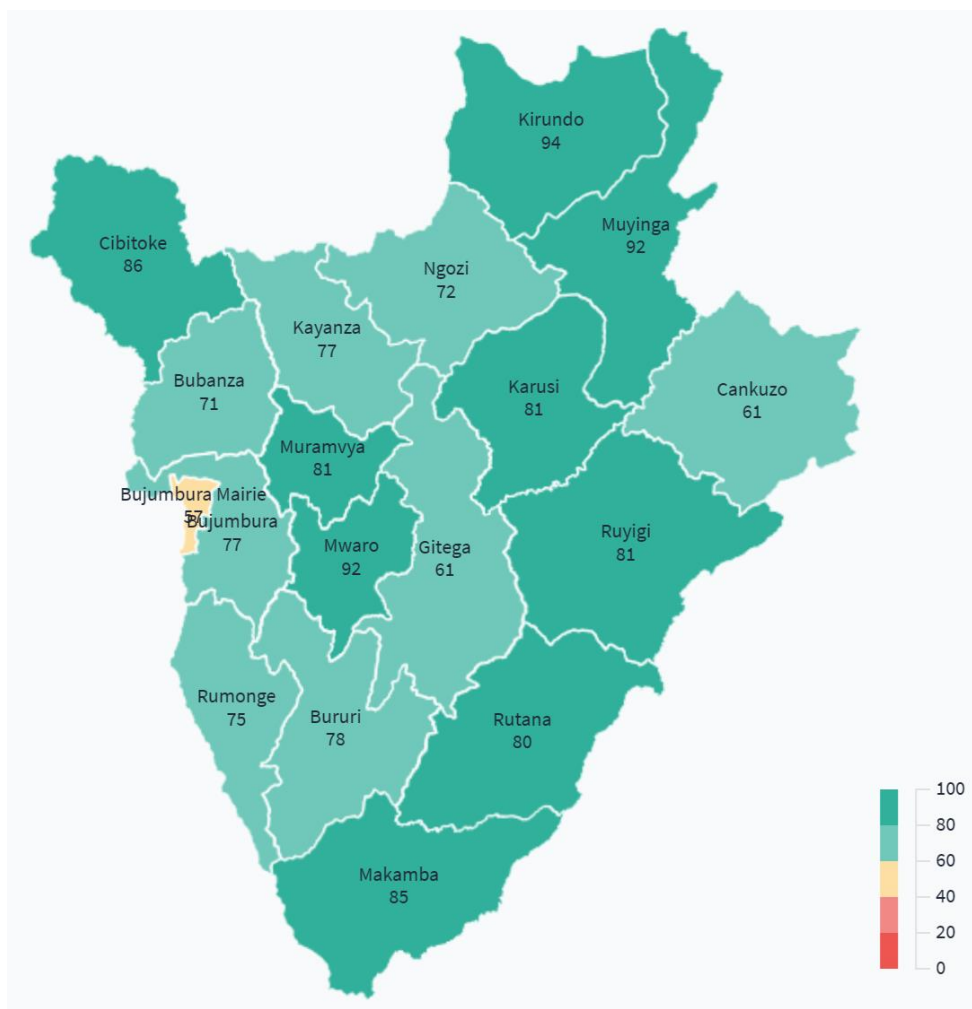 Kirundo
94
Muyinga
92
Cibitoke
86
Ngozi
72
Kayanza
77
Bubanza
71
Karusi
81
Cankuzo
61
Muramvya
81
Bujumbura Mairie
57
Bujumbura
77
Mwaro
92
Gitega
61
Ruyigi
81
Rumonge
75
Bururi
78
Rutana
80
Makamba
85
100
80
60
40
20
0